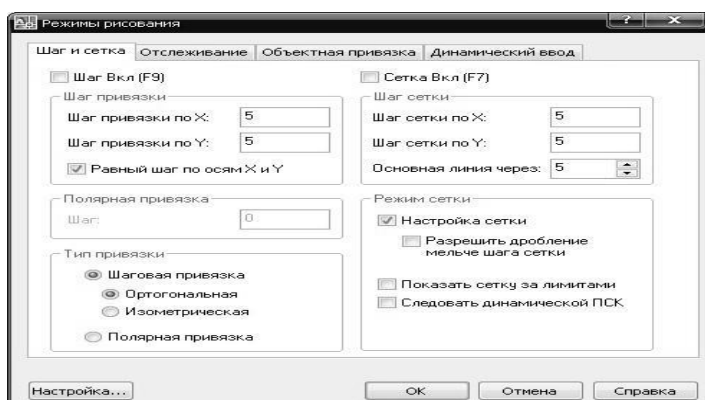 Режимы рисования
Шаг и сетка Отслеживание Объектная привязка Динамический ввод
Шаг Вкл (F9)
Шаг привязки
Шаг привязки по X: 5
Шаг привязки по Y: 5
Равный шаг по осям X и Y
Полярная привязка
Шаг: 0
Тип привязки
Шаговая привязка
Ортогональная
Изометрическая
Полярная привязка
Сетка Вкл (F7)
Шаг сетки
Шаг сетки по X: 5
Шаг сетки по Y: 5
Основная линия через: 5
Режим сетки
Настройка сетки
Разрешить дробление
мельче шага сетки
Показать сетку за лимитами
Следовать динамической ПСК
Настройка... ОК Отмена Справка